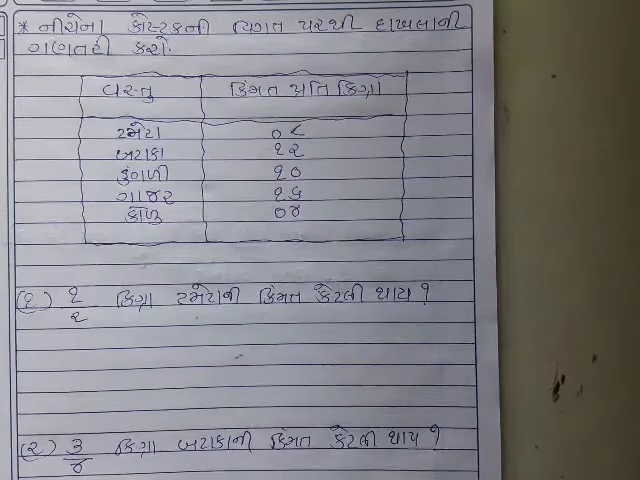 * નીચેના કોસ્ટકની વિગત પરથી દાખલાની
ગણતરી કરો.
વસ્તુ કિંમત પ્રતિ કિગ્રા
ટમેટા ૦૮
બટાકા ૧૨
ડુંગળી ૧૦
ગાજર ૧૬
કોળુ ૦૪
(૧) ૧/૨ કિગ્રા ટમેટાની કિંમત કેટલી થાય ?
(૨) ૩/૪ કિગ્રા બટાકાની કિંમત કેટલી થાય ?